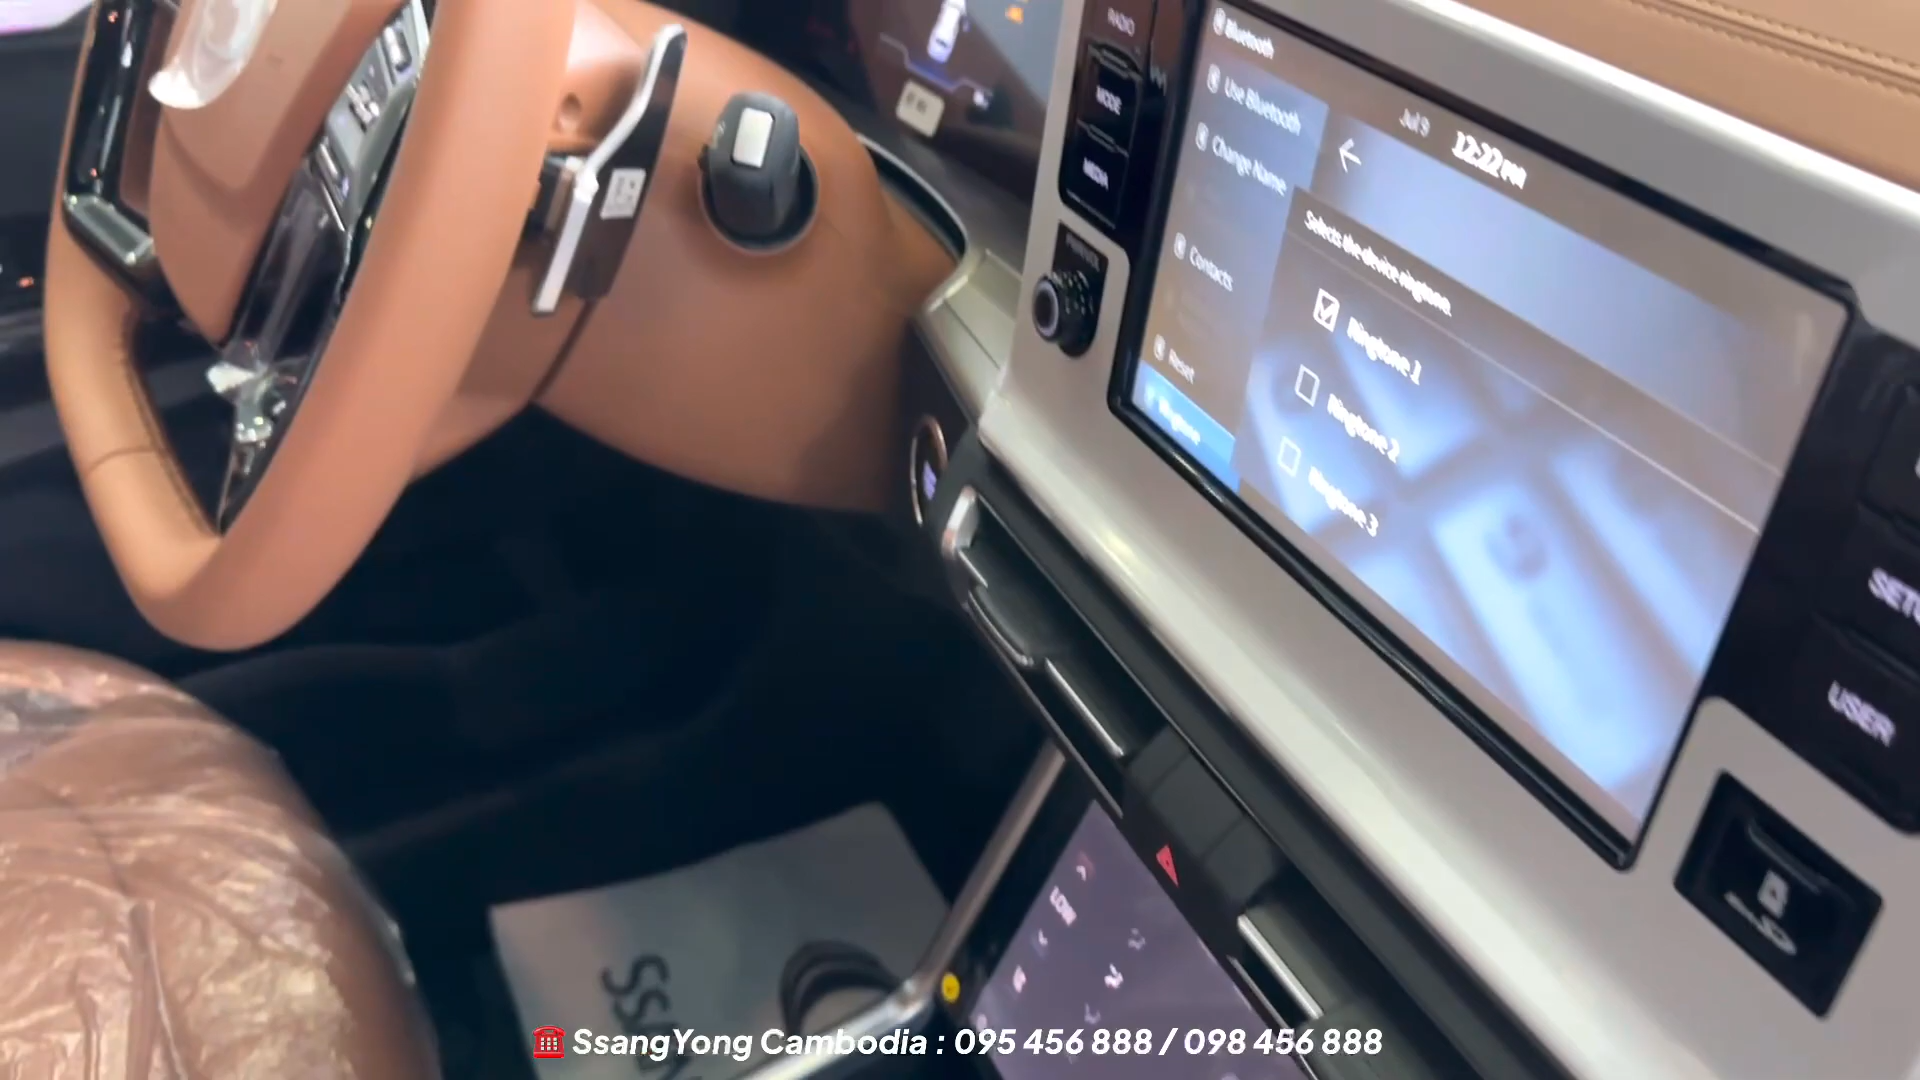 RADIO
MODE
MEDIA
Bluetooth
Use Bluetooth
Change Name
Contacts
Reset
Ringtone
Jul 9
12:22 PM
Selects the device ringtone.
Ringtone 1
Ringtone 2
Ringtone 3
USER
LOW
SsangYong Cambodia : 095 456 888 / 098 456 888